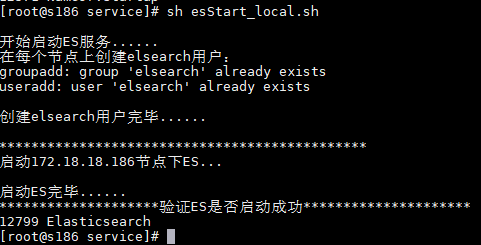 [root@s186 service]# sh esStart_local.sh
开始启动ES服务......
在每个节点上创建elsearch用户：
groupadd: group 'elsearch' already exists
useradd: user 'elsearch' already exists
创建elsearch用户完毕......
**********************************************
启动172.18.18.186节点下ES...
启动ES完毕......
********************验证ES是否启动成功*********************
12799 Elasticsearch
[root@s186 service]#